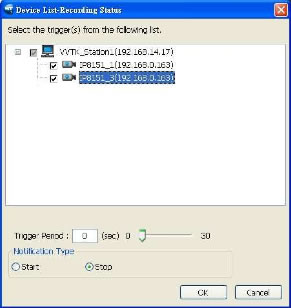 Device List-Recording Status
Select the trigger(s) from the following list.
VVTK_Station1(192.168.14.17)
IP8151_1(192.168.0.163)
IP8151_3(192.168.0.163)
Trigger Period : 0 (sec) 0 30
Notification Type
Start Stop
OK Cancel